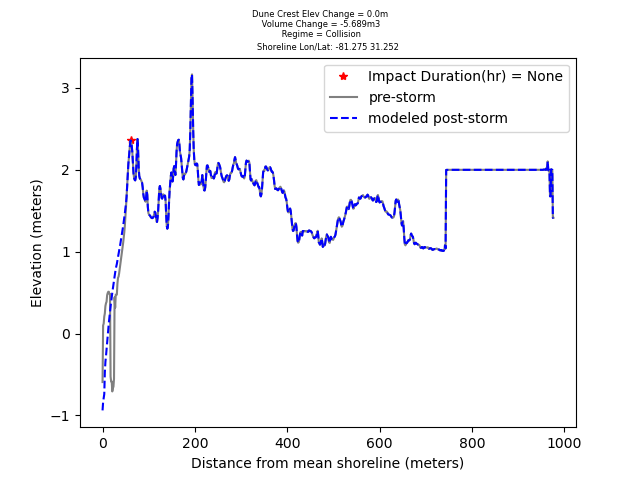 Dune Crest Elev Change = 0.0m
Volume Change = -5.689m3
Regime = Collision
Shoreline Lon/Lat: -81.275 31.252
Impact Duration(hr) = None
pre-storm
modeled post-storm
3
2
1
0
−1
Elevation (meters)
0
200
400
600
800
1000
Distance from mean shoreline (meters)